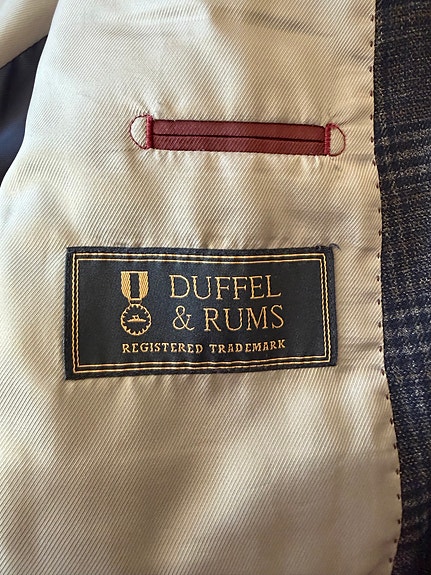 DUFFEL
& RUMS
REGISTERED TRADEMARK